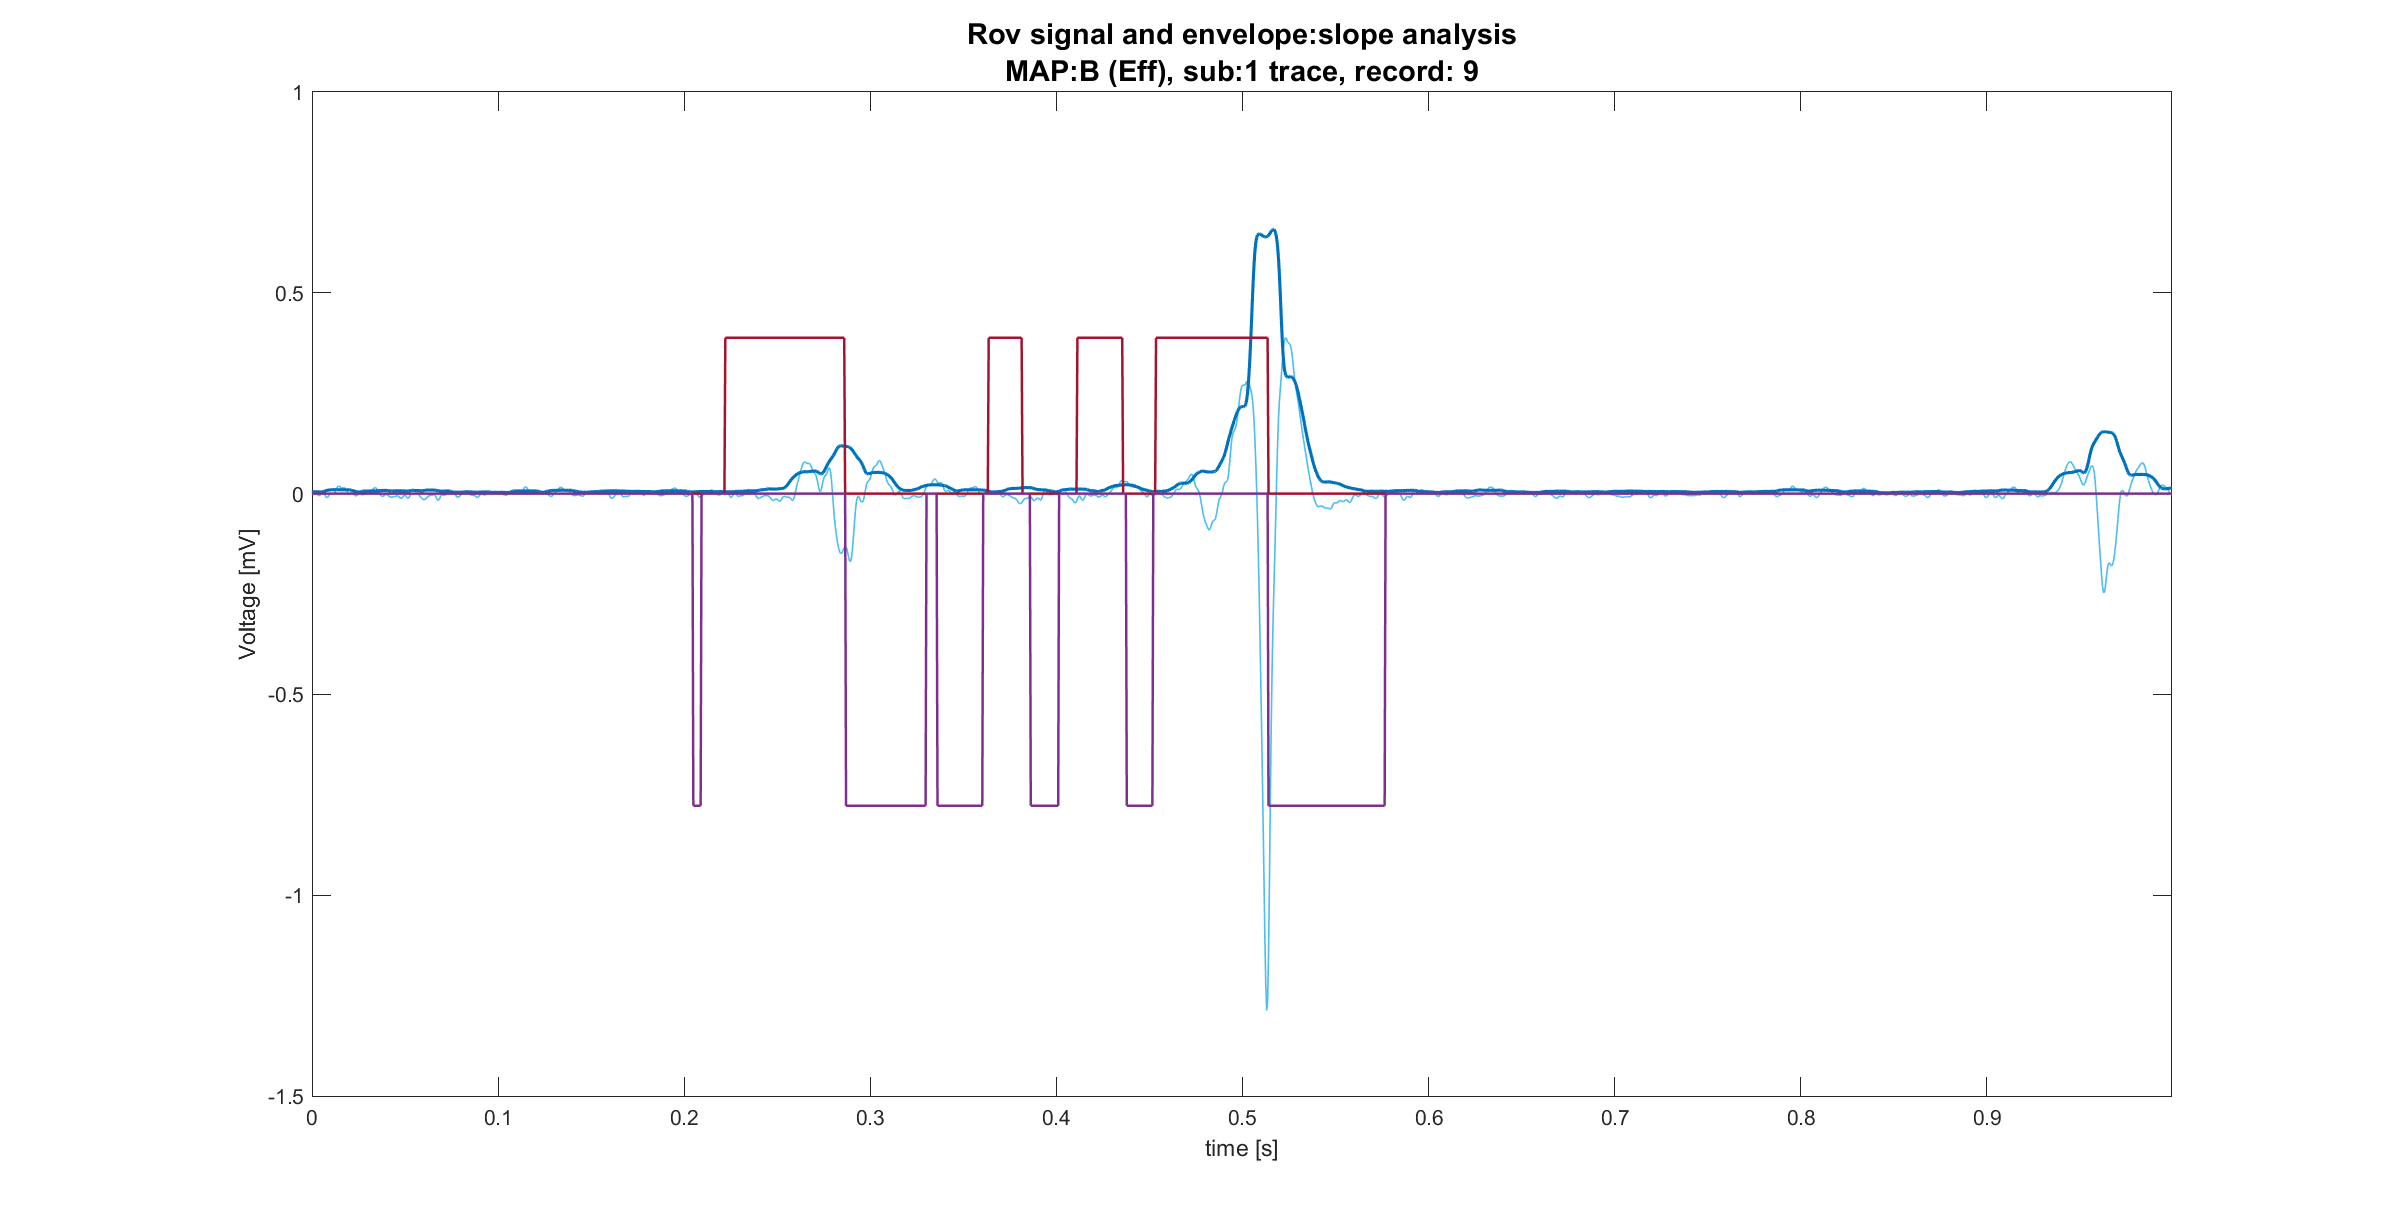 Rov signal and envelope:slope analysis
MAP:B (Eff), sub:1 trace, record: 9
1
0.5
0
-0.5
-1
-1.5
Voltage [mV]
0 0.1 0.2 0.3 0.4 0.5 0.6 0.7 0.8 0.9
time [s]